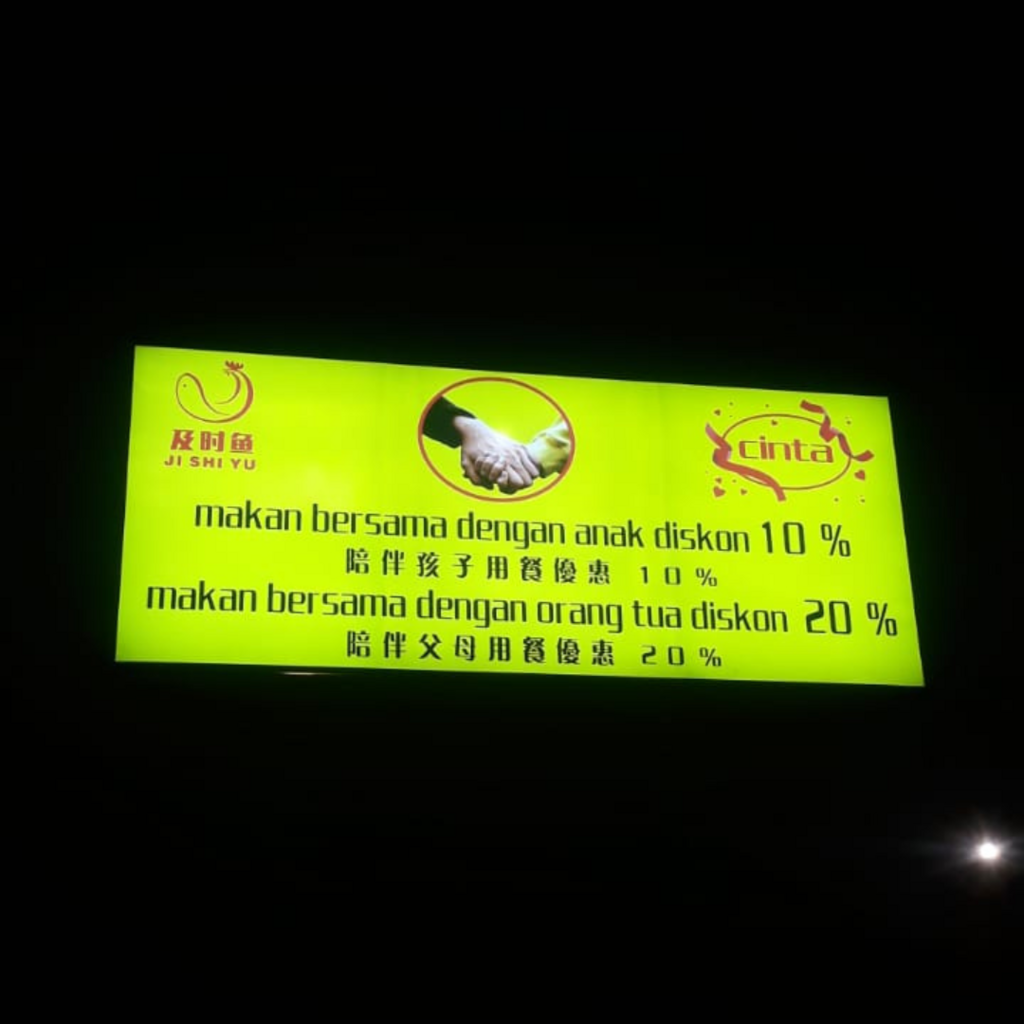 及时鱼
JI SHI YU
cinta
makan bersama dengan anak diskon 10 %
陪伴孩子用餐優惠 10%
makan bersama dengan orang tua diskon 20 %
陪伴父母用餐優惠 20%